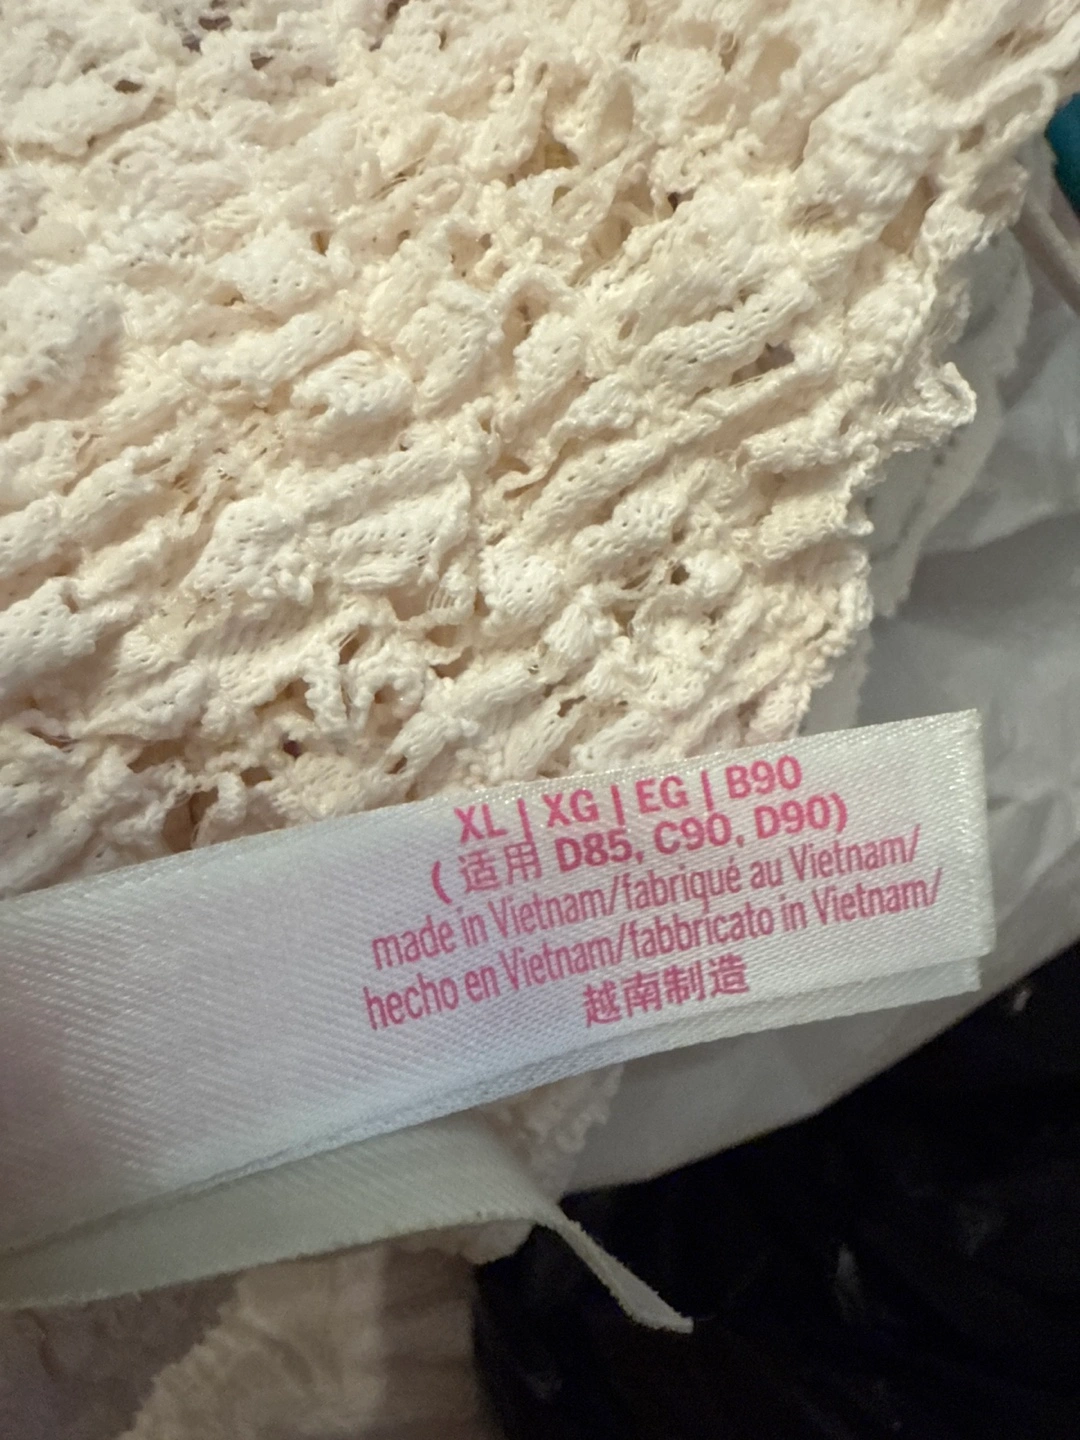 XL | XG | EG | B90
( 适用 D85, C90, D90)
made in Vietnam/fabriqué au Vietnam/
hecho en Vietnam/fabbricato in Vietnam/
越南制造